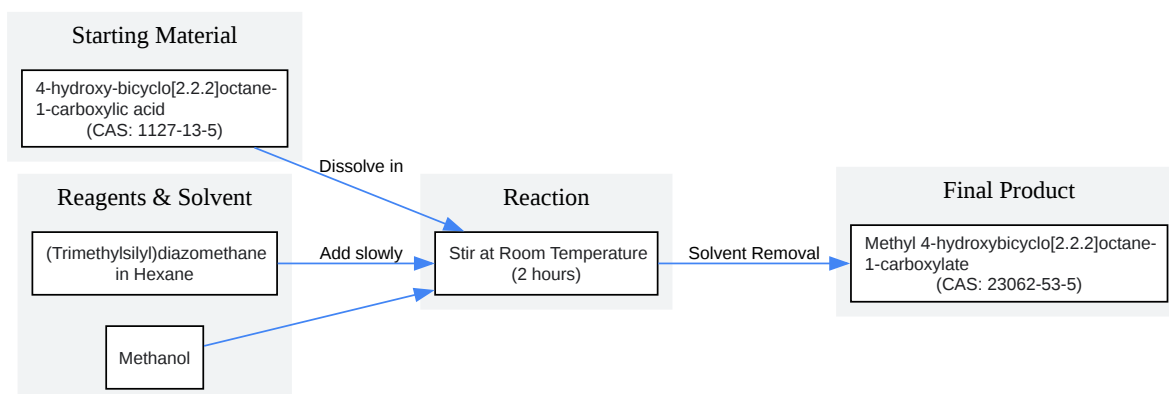 Starting Material
4-hydroxy-bicyclo[2.2.2]octane-
1-carboxylic acid
(CAS: 1127-13-5)
Dissolve in
Reagents & Solvent
(Trimethylsilyl)diazomethane
in Hexane
Add slowly
Methanol
Reaction
Stir at Room Temperature
(2 hours)
Solvent Removal
Final Product
Methyl 4-hydroxybicyclo[2.2.2]octane-
1-carboxylate
(CAS: 23062-53-5)